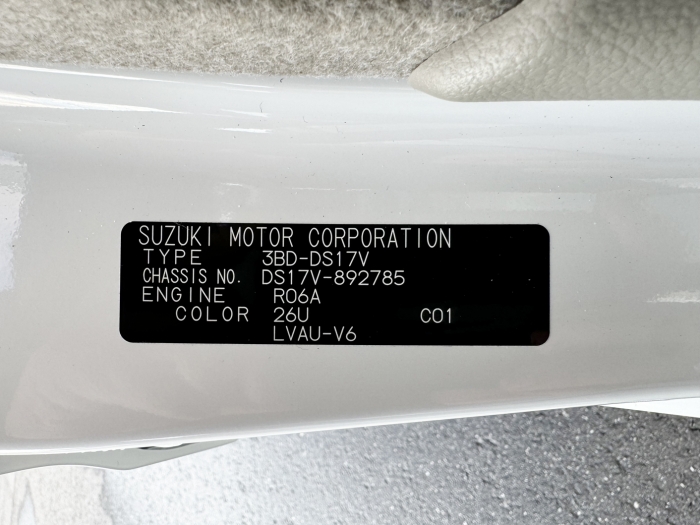 SUZUKI MOTOR CORPORATION
TYPE 3BD-DS17V
CHASSIS NO. DS17V-892785
ENGINE R06A
COLOR 26U C01
LVAU-V6